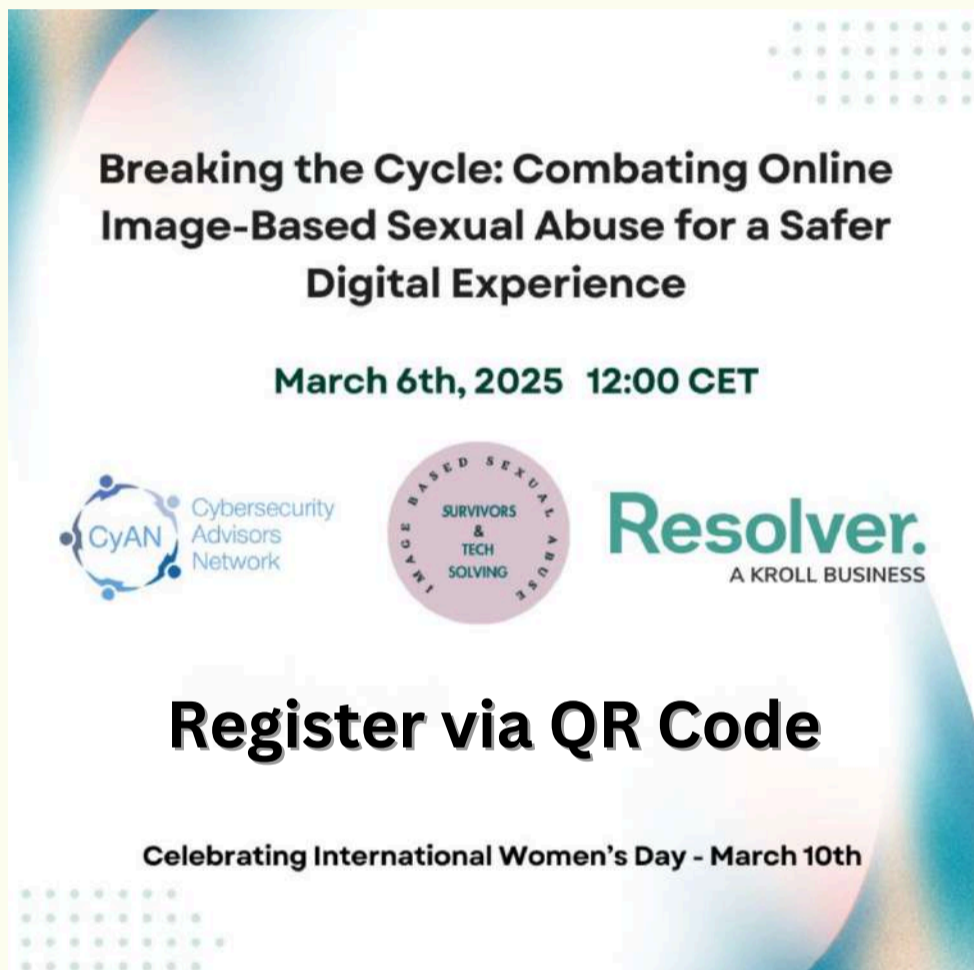 Breaking the Cycle: Combating Online
Image-Based Sexual Abuse for a Safer
Digital Experience
March 6th, 2025 12:00 CET
CyAN
Cybersecurity
Advisors
Network
IMAGE BASED SEXUAL ABUSE
SURVIVORS
&
TECH
SOLVING
Resolver.
A KROLL BUSINESS
Register via QR Code
Celebrating International Women's Day - March 10th